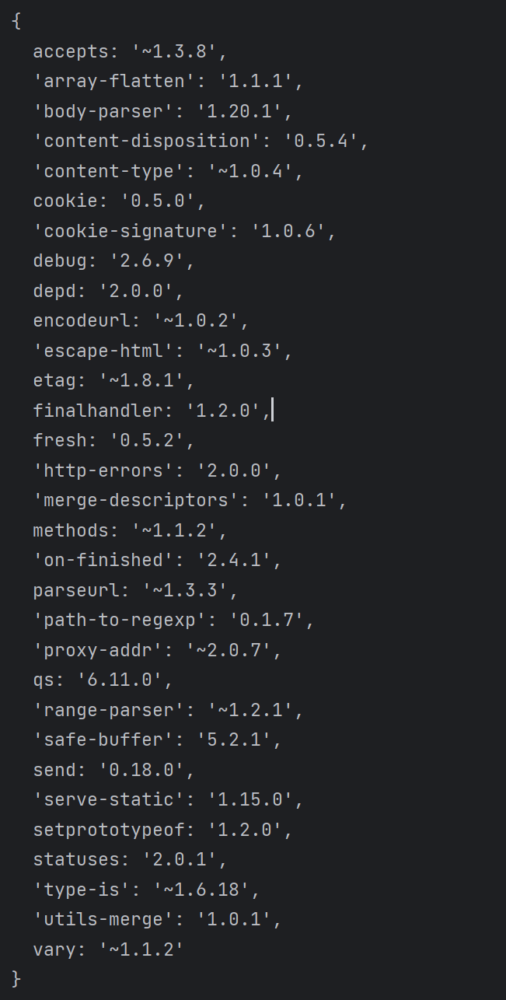 {
  accepts: '~1.3.8',
  'array-flatten': '1.1.1',
  'body-parser': '1.20.1',
  'content-disposition': '0.5.4',
  'content-type': '~1.0.4',
  cookie: '0.5.0',
  'cookie-signature': '1.0.6',
  debug: '2.6.9',
  depd: '2.0.0',
  encodeurl: '~1.0.2',
  'escape-html': '~1.0.3',
  etag: '~1.8.1',
  finalhandler: '1.2.0',
  fresh: '0.5.2',
  'http-errors': '2.0.0',
  'merge-descriptors': '1.0.1',
  methods: '~1.1.2',
  'on-finished': '2.4.1',
  parseurl: '~1.3.3',
  'path-to-regexp': '0.1.7',
  'proxy-addr': '~2.0.7',
  qs: '6.11.0',
  'range-parser': '~1.2.1',
  'safe-buffer': '5.2.1',
  send: '0.18.0',
  'serve-static': '1.15.0',
  setprototypeof: '1.2.0',
  statuses: '2.0.1',
  'type-is': '~1.6.18',
  'utils-merge': '1.0.1',
  vary: '~1.1.2'
}